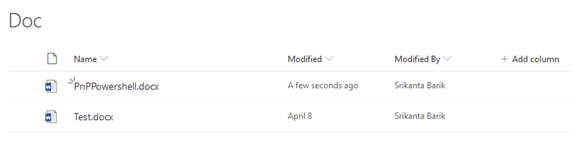 Doc
Name Modified Modified By + Add column
PnPPowershell.docx A few seconds ago Srikanta Barik
Test.docx April 8 Srikanta Barik